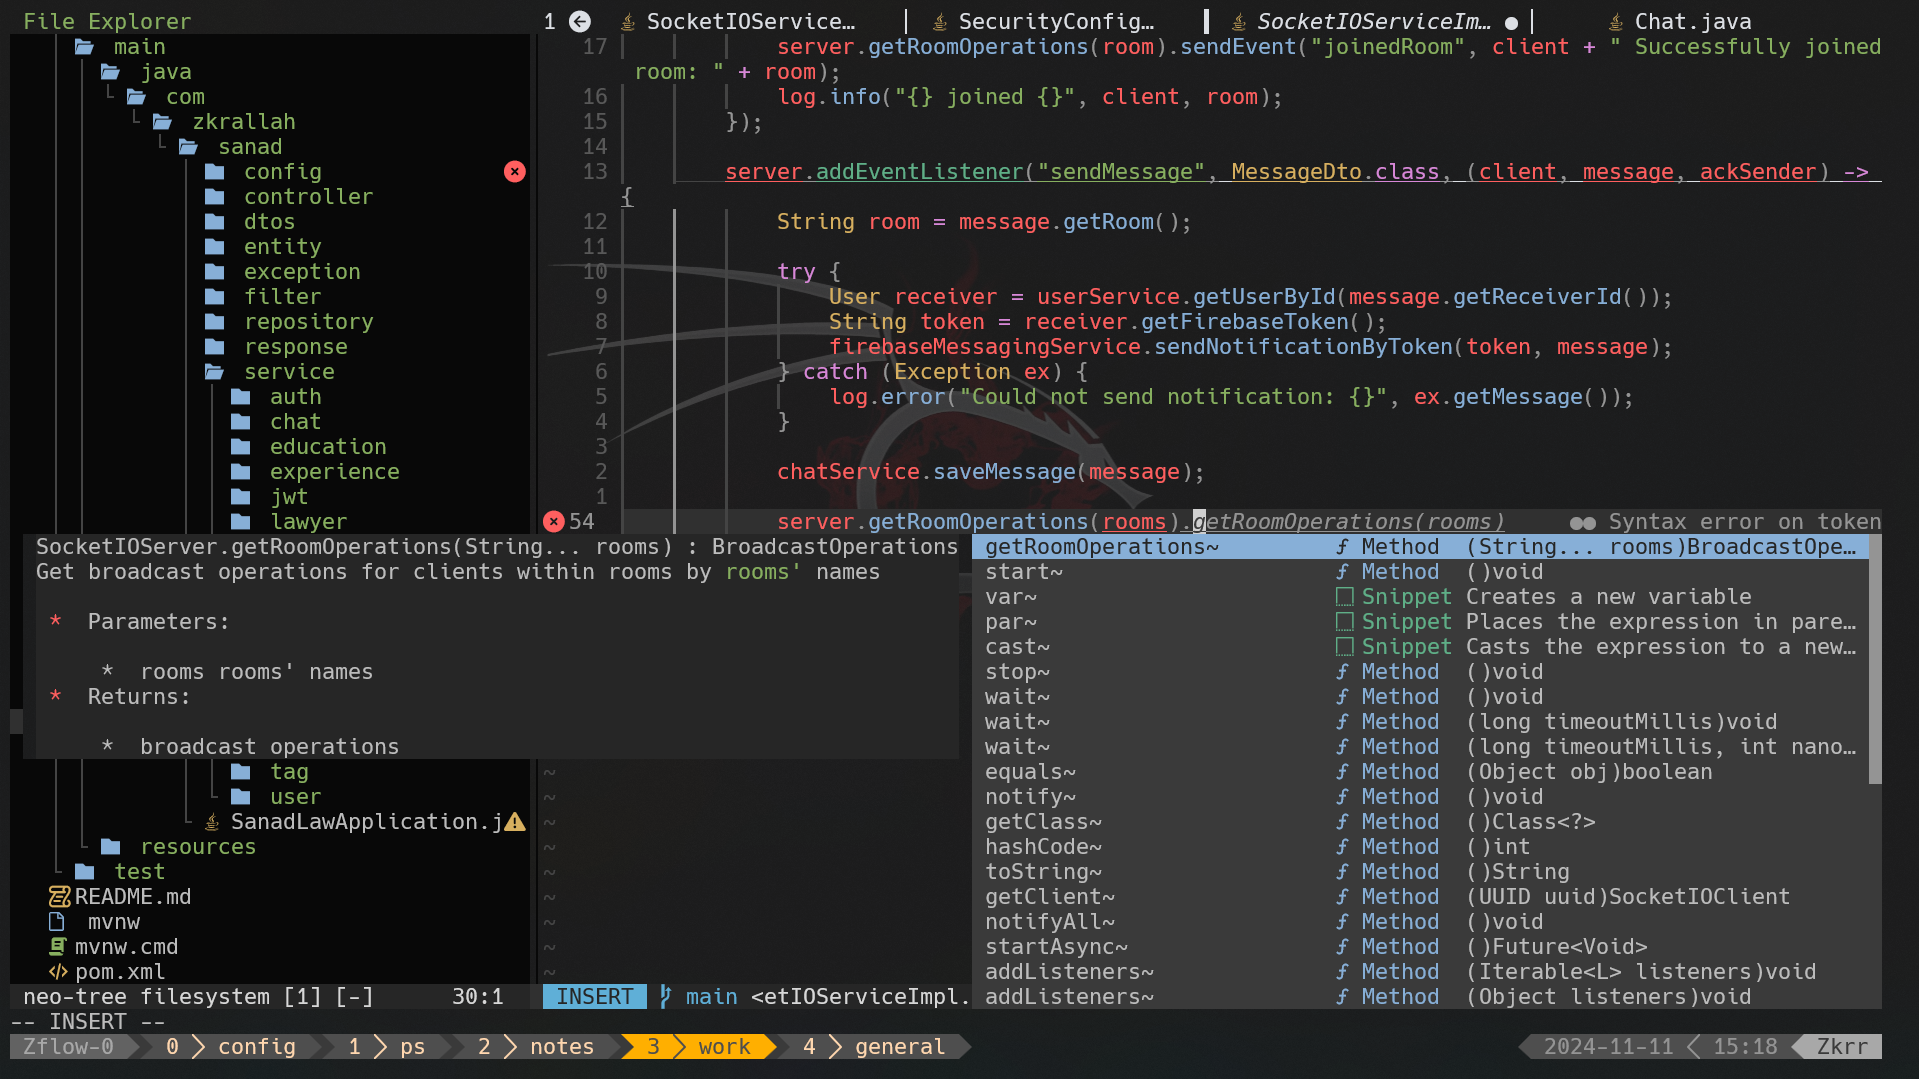 File Explorer
main
java
com
zkrallah
sanad
config
controller
dtos
entity
exception
filter
repository
response
service
auth
chat
education
experience
jwt
lawyer
1 SocketIOService… SecurityConfig… SocketIOServiceIm… ● Chat.java
17 server.getRoomOperations(room).sendEvent("joinedRoom", client + " Successfully joined
room: " + room);
16 log.info("{} joined {}", client, room);
15 });
14
13 server.addEventListener("sendMessage", MessageDto.class, (client, message, ackSender) ->
{
12 String room = message.getRoom();
11
10 try {
9 User receiver = userService.getUserById(message.getReceiverId());
8 String token = receiver.getFirebaseToken();
7 firebaseMessagingService.sendNotificationByToken(token, message);
6 } catch (Exception ex) {
5 log.error("Could not send notification: {}", ex.getMessage());
4 }
3
2 chatService.saveMessage(message);
1
54 server.getRoomOperations(rooms).getRoomOperations(rooms) ●● Syntax error on token
SocketIOServer.getRoomOperations(String... rooms) : BroadcastOperations
Get broadcast operations for clients within rooms by rooms' names
* Parameters:
* rooms rooms' names
* Returns:
* broadcast operations
getRoomOperations~ ƒ Method (String... rooms)BroadcastOpe…
start~ ƒ Method ()void
var~ Snippet Creates a new variable
par~ Snippet Places the expression in pare…
cast~ Snippet Casts the expression to a new…
stop~ ƒ Method ()void
wait~ ƒ Method ()void
wait~ ƒ Method (long timeoutMillis)void
wait~ ƒ Method (long timeoutMillis, int nano…
equals~ ƒ Method (Object obj)boolean
notify~ ƒ Method ()void
getClass~ ƒ Method ()Class<?>
hashCode~ ƒ Method ()int
toString~ ƒ Method ()String
getClient~ ƒ Method (UUID uuid)SocketIOClient
notifyAll~ ƒ Method ()void
startAsync~ ƒ Method ()Future<Void>
addListeners~ ƒ Method (Iterable<L> listeners)void
addListeners~ ƒ Method (Object listeners)void
tag
user
SanadLawApplication.j
resources
test
README.md
mvnw
mvnw.cmd
pom.xml
~
~
~
~
~
~
~
~
~
neo-tree filesystem [1] [-] 30:1 INSERT main <etIOServiceImpl.
-- INSERT --
Zflow-0 0 config 1 ps 2 notes 3 work 4 general 2024-11-11 15:18 Zkrr